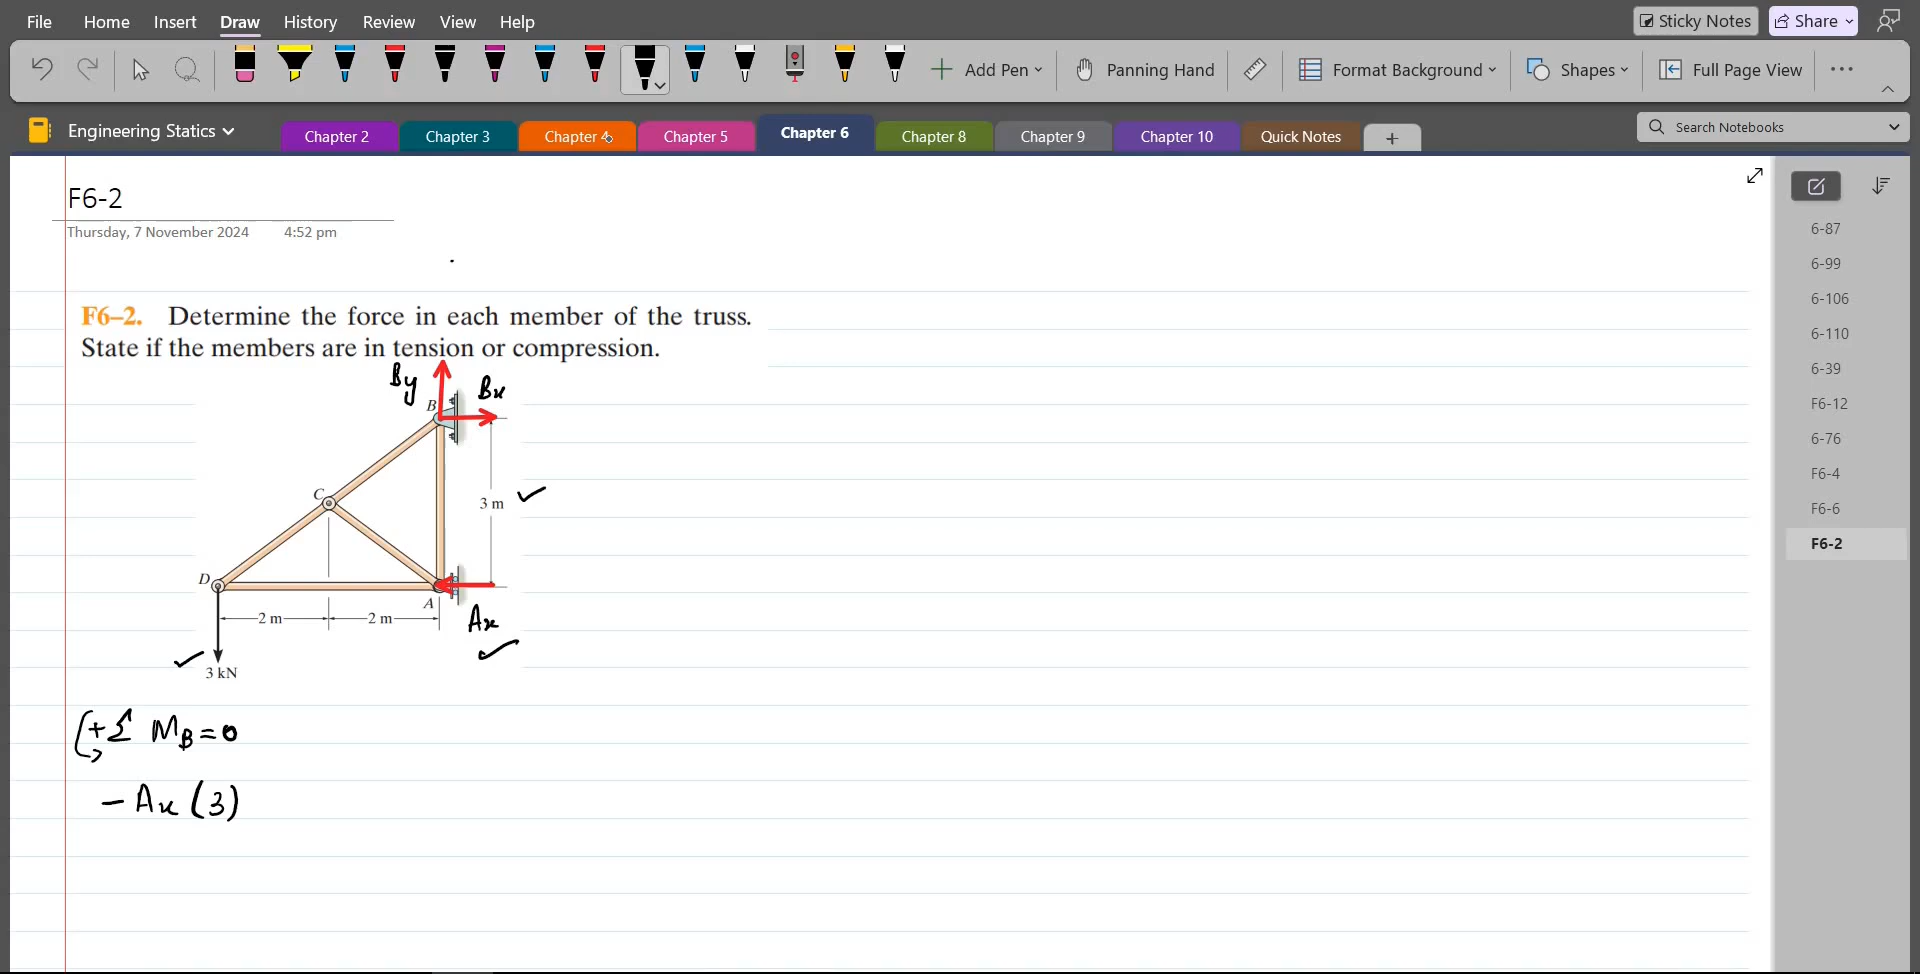 File Home Insert Draw History Review View Help Sticky Notes Share
Add Pen Panning Hand Format Background Shapes Full Page View
Engineering Statics Chapter 2 Chapter 3 Chapter 4 Chapter 5 Chapter 6 Chapter 8 Chapter 9 Chapter 10 Quick Notes + Search Notebooks
F6-2
Thursday, 7 November 2024 4:52 pm
F6–2. Determine the force in each member of the truss.
State if the members are in tension or compression.
By
Bx
B
C
3 m
D
A
2 m 2 m
Ax
3 kN
+Σ M_B = 0
- Ax (3)
6-87
6-99
6-106
6-110
6-39
F6-12
6-76
F6-4
F6-6
F6-2